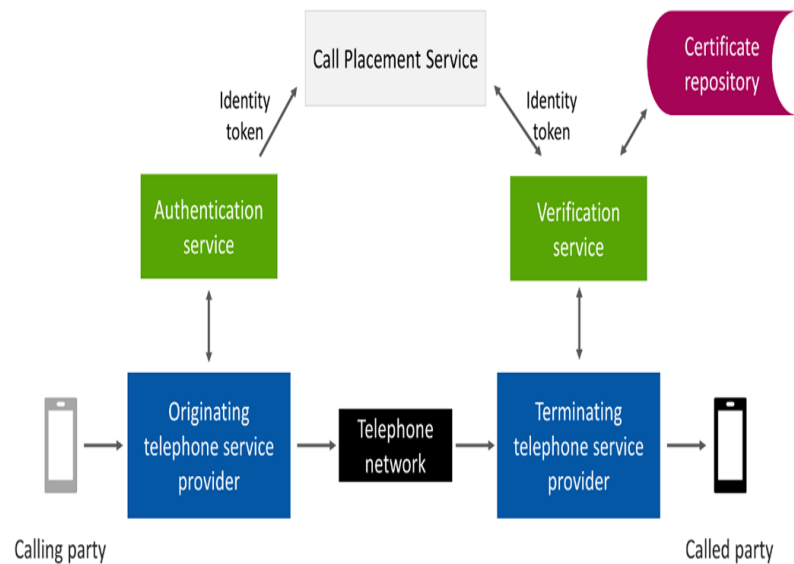 Call Placement Service
Certificate
repository
Identity
token
Identity
token
Authentication
service
Verification
service
Originating
telephone service
provider
Telephone
network
Terminating
telephone service
provider
Calling party
Called party